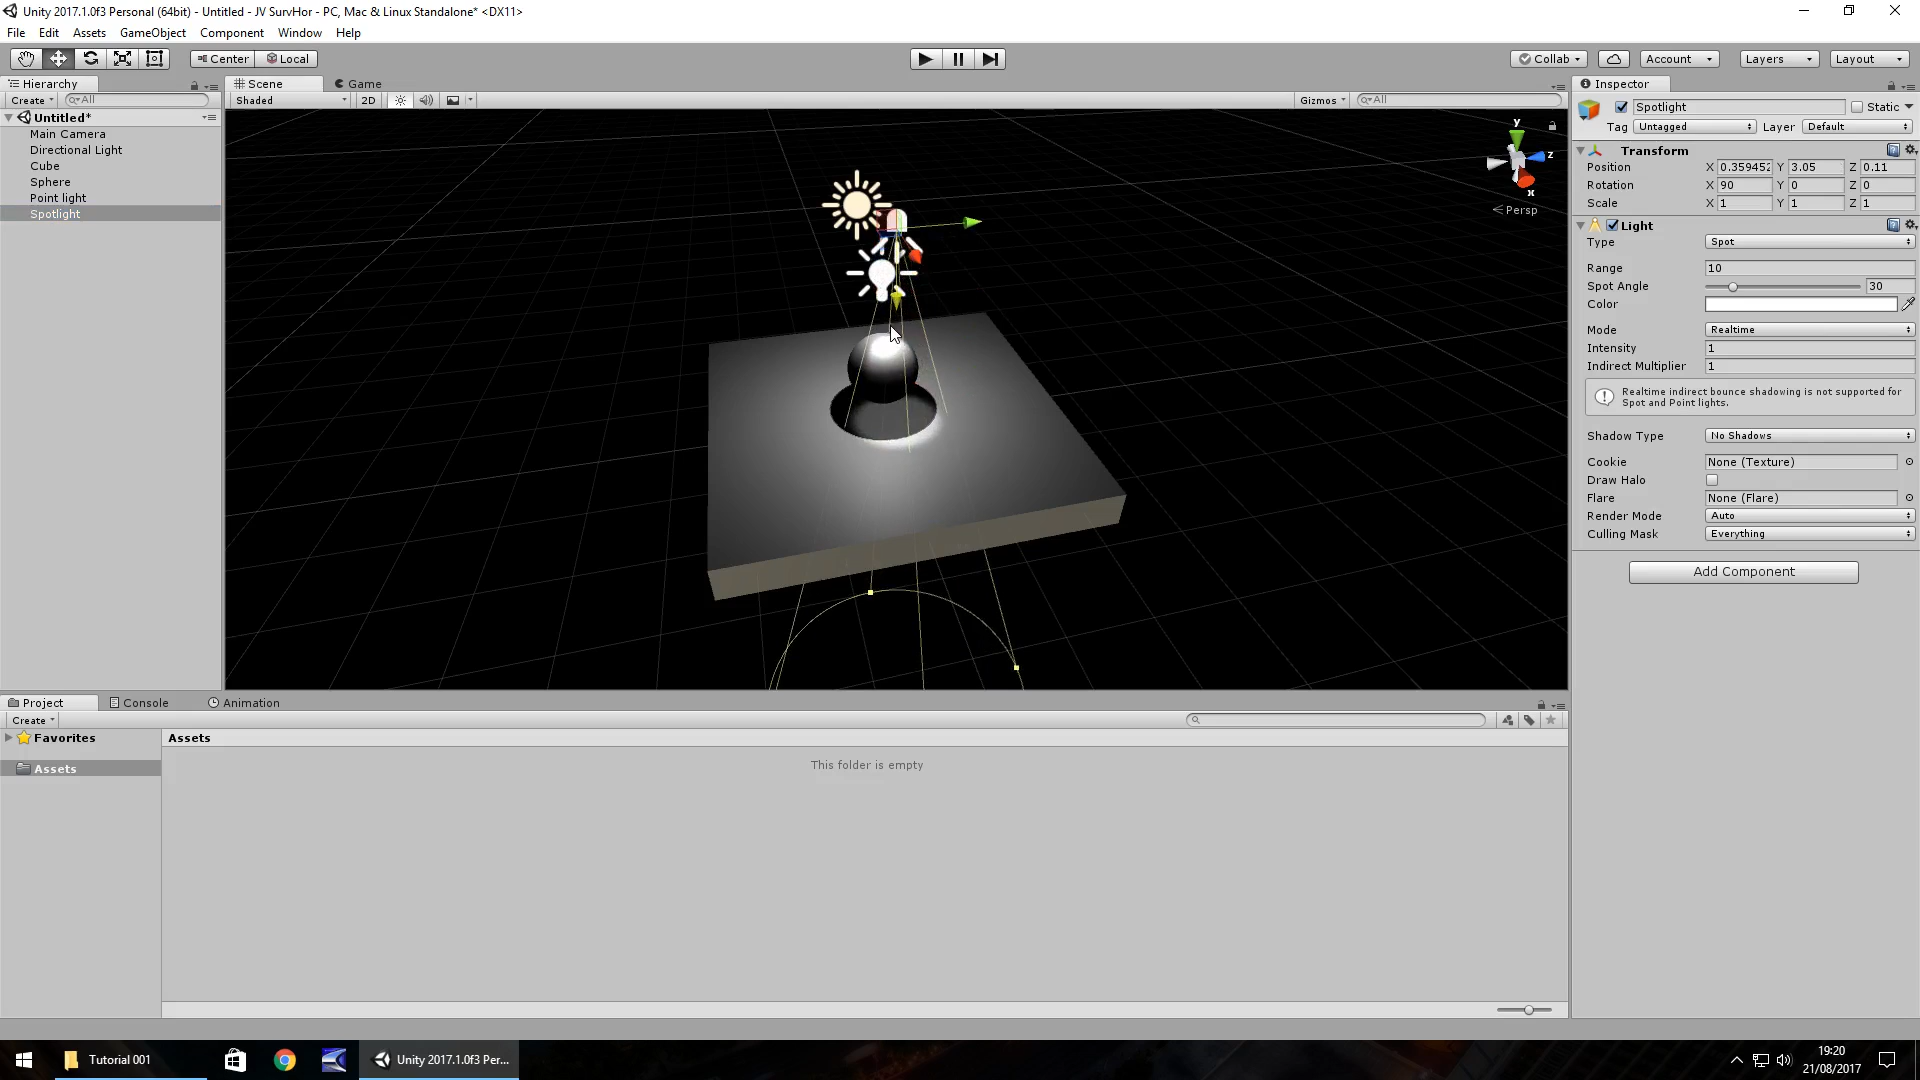 Unity 2017.1.0f3 Personal (64bit) - Untitled - JV SurvHor - PC, Mac & Linux Standalone* <DX11>
File Edit Assets GameObject Component Window Help
Center Local Collab Account Layers Layout
Hierarchy
Create All
Untitled*
Main Camera
Directional Light
Cube
Sphere
Point light
Spotlight
Scene Game
Shaded 2D Gizmos All
y
z
x
Persp
Inspector
Spotlight Static
Tag Untagged Layer Default
Transform
Position X 0.359452 Y 3.05 Z 0.11
Rotation X 90 Y 0 Z 0
Scale X 1 Y 1 Z 1
Light
Type Spot
Range 10
Spot Angle 30
Color
Mode Realtime
Intensity 1
Indirect Multiplier 1
Realtime indirect bounce shadowing is not supported for
Spot and Point lights.
Shadow Type No Shadows
Cookie None (Texture)
Draw Halo
Flare None (Flare)
Render Mode Auto
Culling Mask Everything
Add Component
Project Console Animation
Create
Favorites
Assets
Assets
This folder is empty
Tutorial 001
Unity 2017.1.0f3 Per...
19:20
21/08/2017